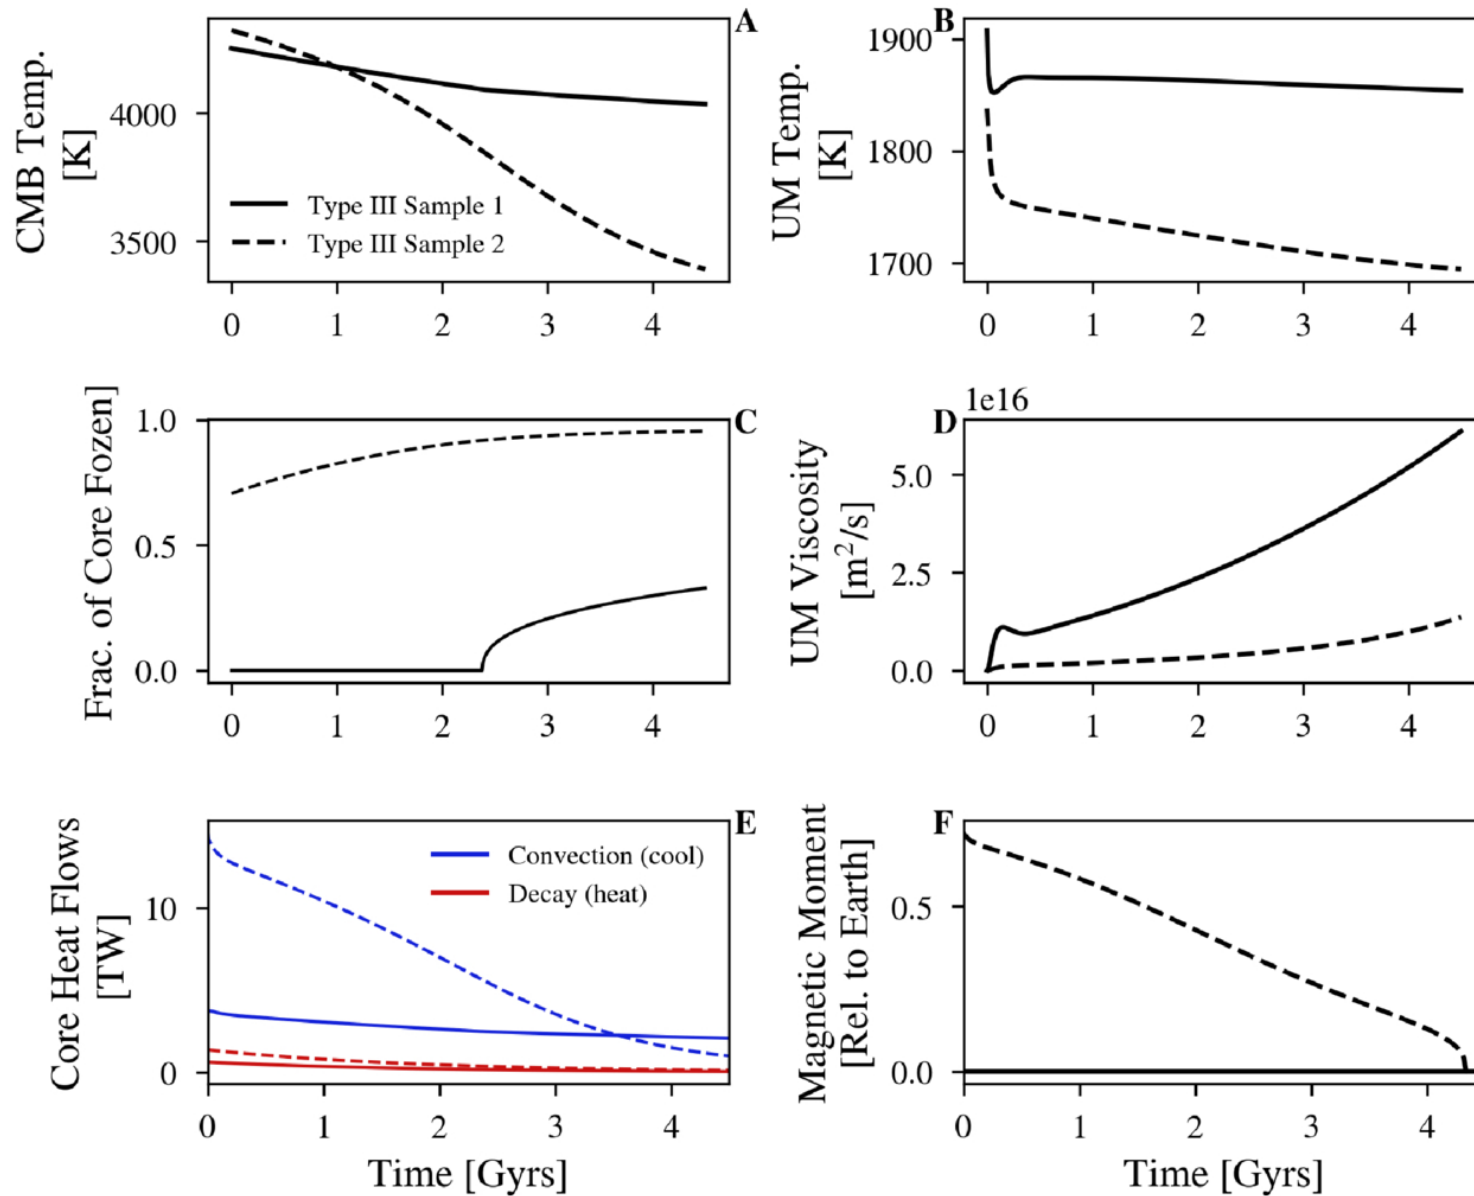 A
CMB Temp.
[K]
4000
3500
Type III Sample 1
Type III Sample 2
0 1 2 3 4
B
UM Temp.
[K]
1900
1800
1700
0 1 2 3 4
C
Frac. of Core Fozen]
1.0
0.5
0.0
0 1 2 3 4
D
1e16
UM Viscosity
[m²/s]
5.0
2.5
0.0
0 1 2 3 4
E
Core Heat Flows
[TW]
10
0
Convection (cool)
Decay (heat)
0 1 2 3 4
Time [Gyrs]
F
Magnetic Moment
[Rel. to Earth]
0.5
0.0
0 1 2 3 4
Time [Gyrs]